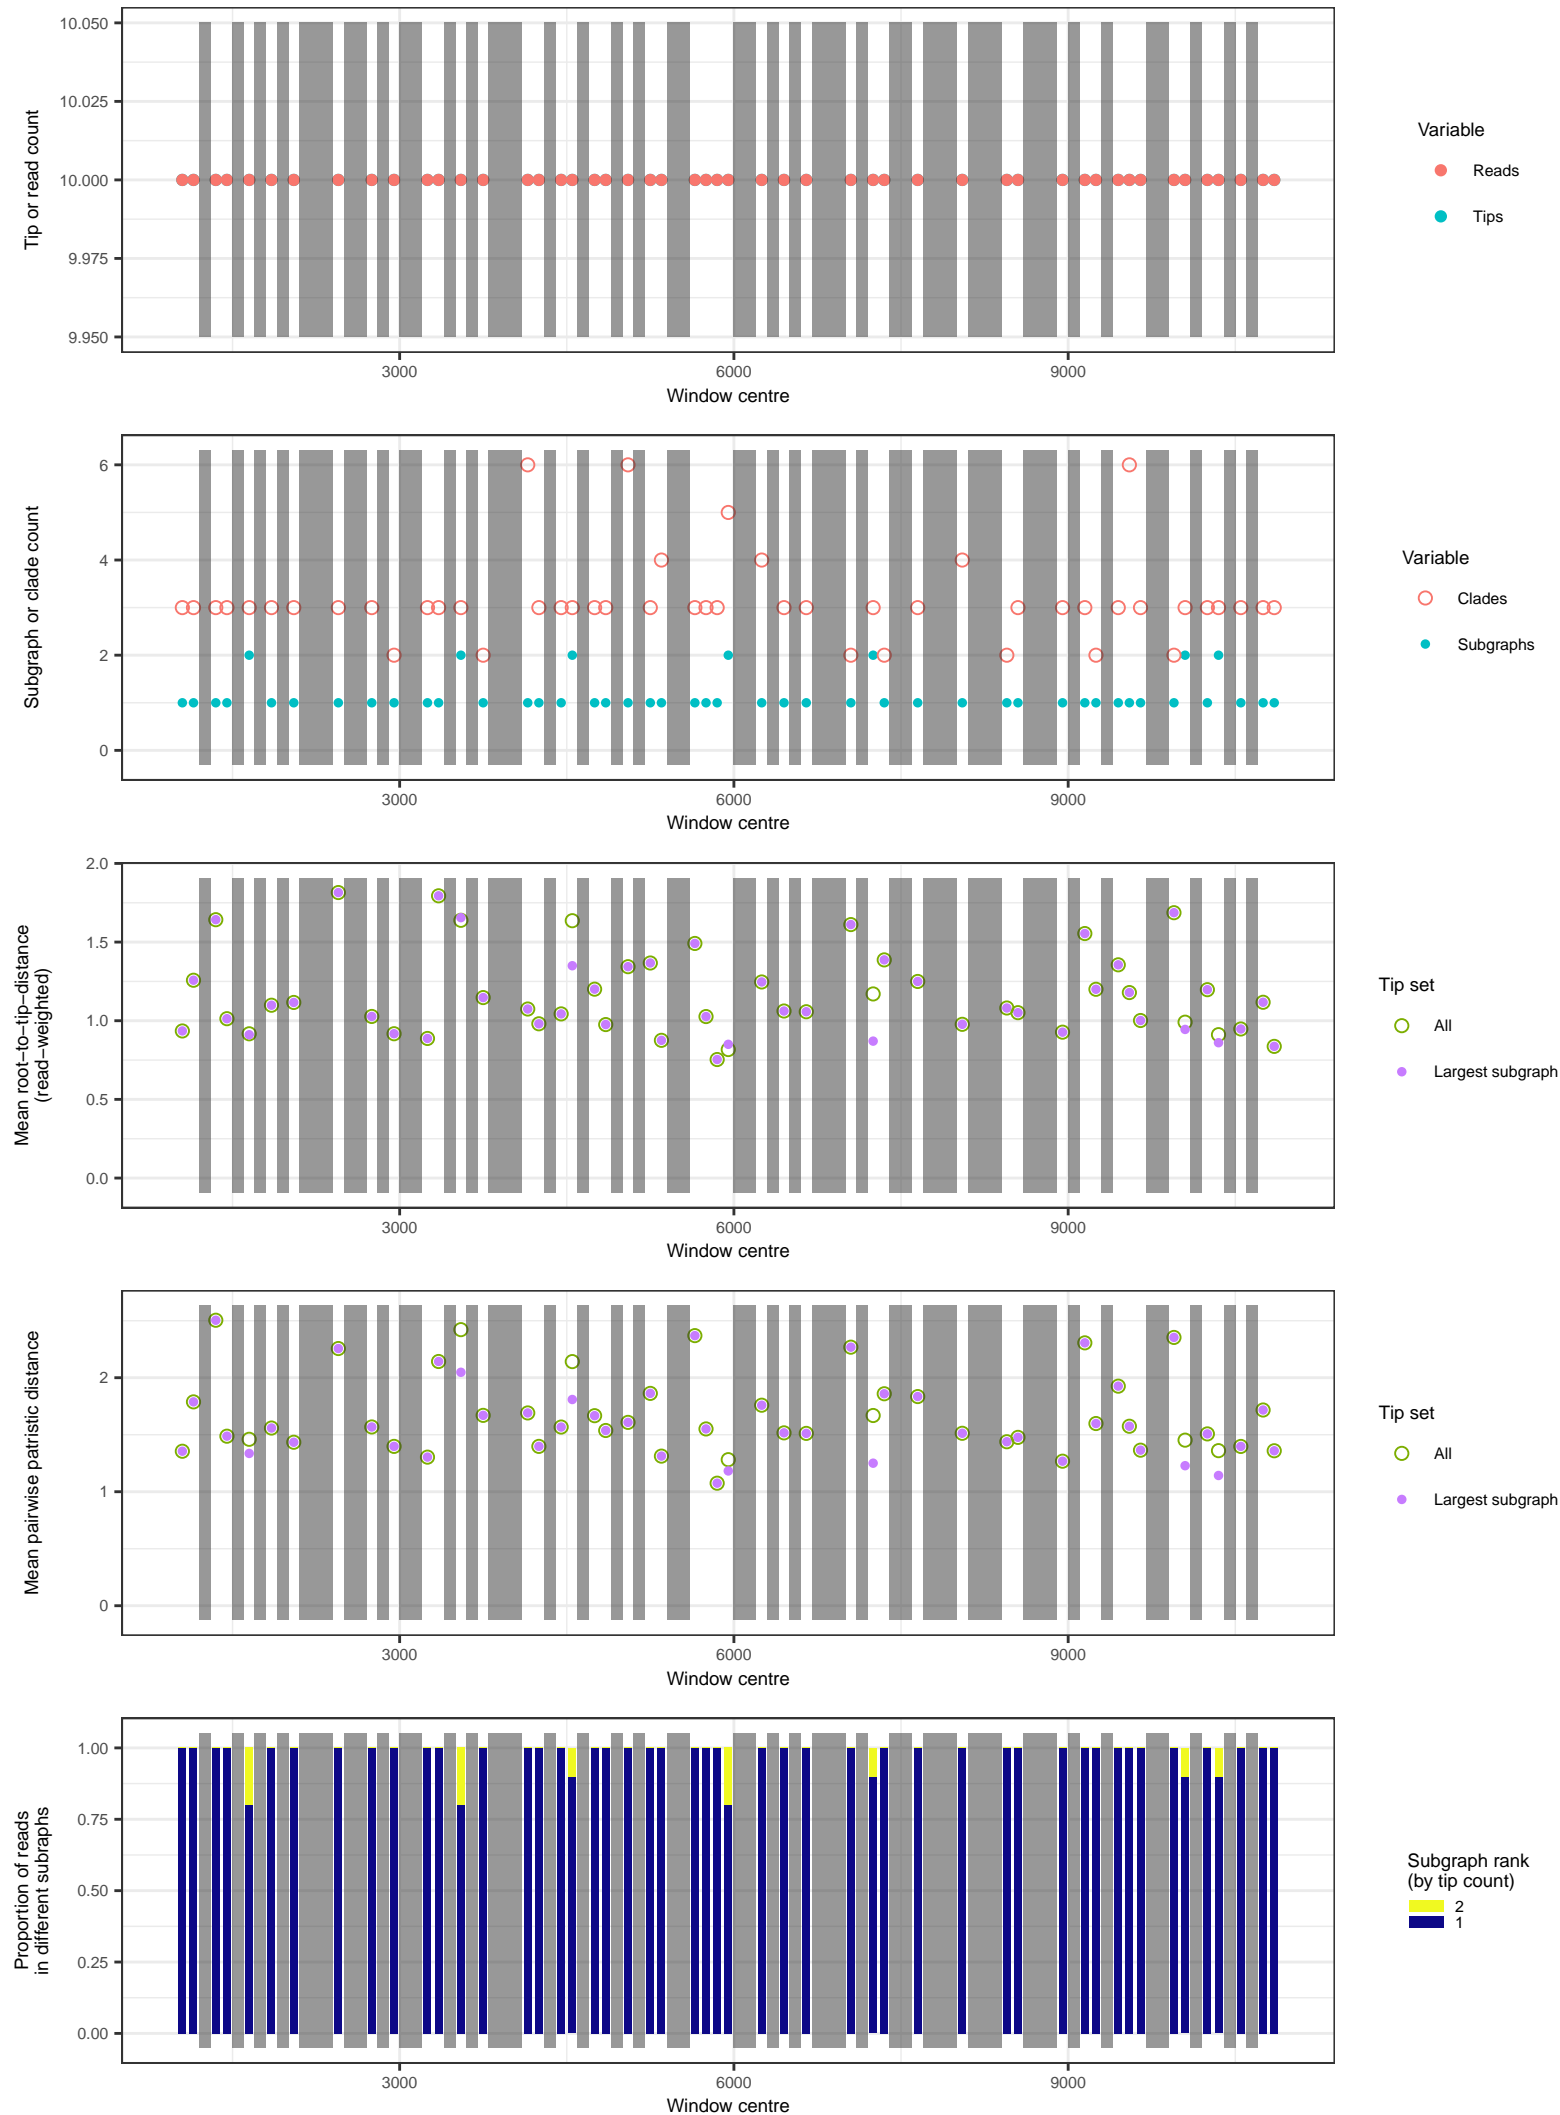 10.050
10.025
10.000
9.975
9.950
Tip or read count
3000
6000
9000
Window centre
Variable
Reads
Tips
6
4
2
0
Subgraph or clade count
3000
6000
9000
Window centre
Variable
Clades
Subgraphs
2.0
1.5
1.0
0.5
0.0
Mean root−to−tip−distance
(read−weighted)
3000
6000
9000
Window centre
Tip set
All
Largest subgraph
2
1
0
Mean pairwise patristic distance
3000
6000
9000
Window centre
Tip set
All
Largest subgraph
1.00
0.75
0.50
0.25
0.00
Proportion of reads
in different subraphs
3000
6000
9000
Window centre
Subgraph rank
(by tip count)
2
1